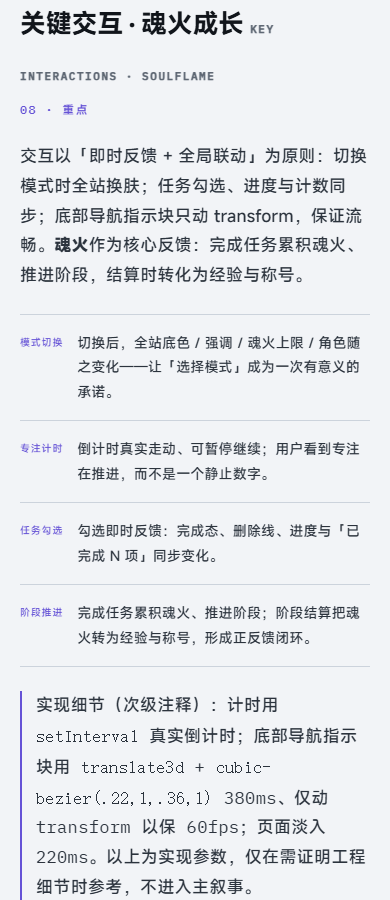 关键交互 · 魂火成长 KEY
INTERACTIONS · SOULFLAME
08 · 重点
交互以「即时反馈 + 全局联动」为原则：切换
模式时全站换肤；任务勾选、进度与计数同
步；底部导航指示块只动 transform，保证流
畅。魂火作为核心反馈：完成任务累积魂火、
推进阶段，结算时转化为经验与称号。
模式切换 切换后，全站底色 / 强调 / 魂火上限 / 角色随
之变化——让「选择模式」成为一次有意义的
承诺。
专注计时 倒计时真实走动、可暂停继续；用户看到专注
在推进，而不是一个静止数字。
任务勾选 勾选即时反馈：完成态、删除线、进度与「已
完成 N 项」同步变化。
阶段推进 完成任务累积魂火、推进阶段；阶段结算把魂
火转为经验与称号，形成正反馈闭环。
实现细节（次级注释）：计时用
setInterval 真实倒计时；底部导航指示
块用 translate3d + cubic-
bezier(.22,1,.36,1) 380ms、仅动
transform 以保 60fps；页面淡入
220ms。以上为实现参数，仅在需证明工程
细节时参考，不进入主叙事。